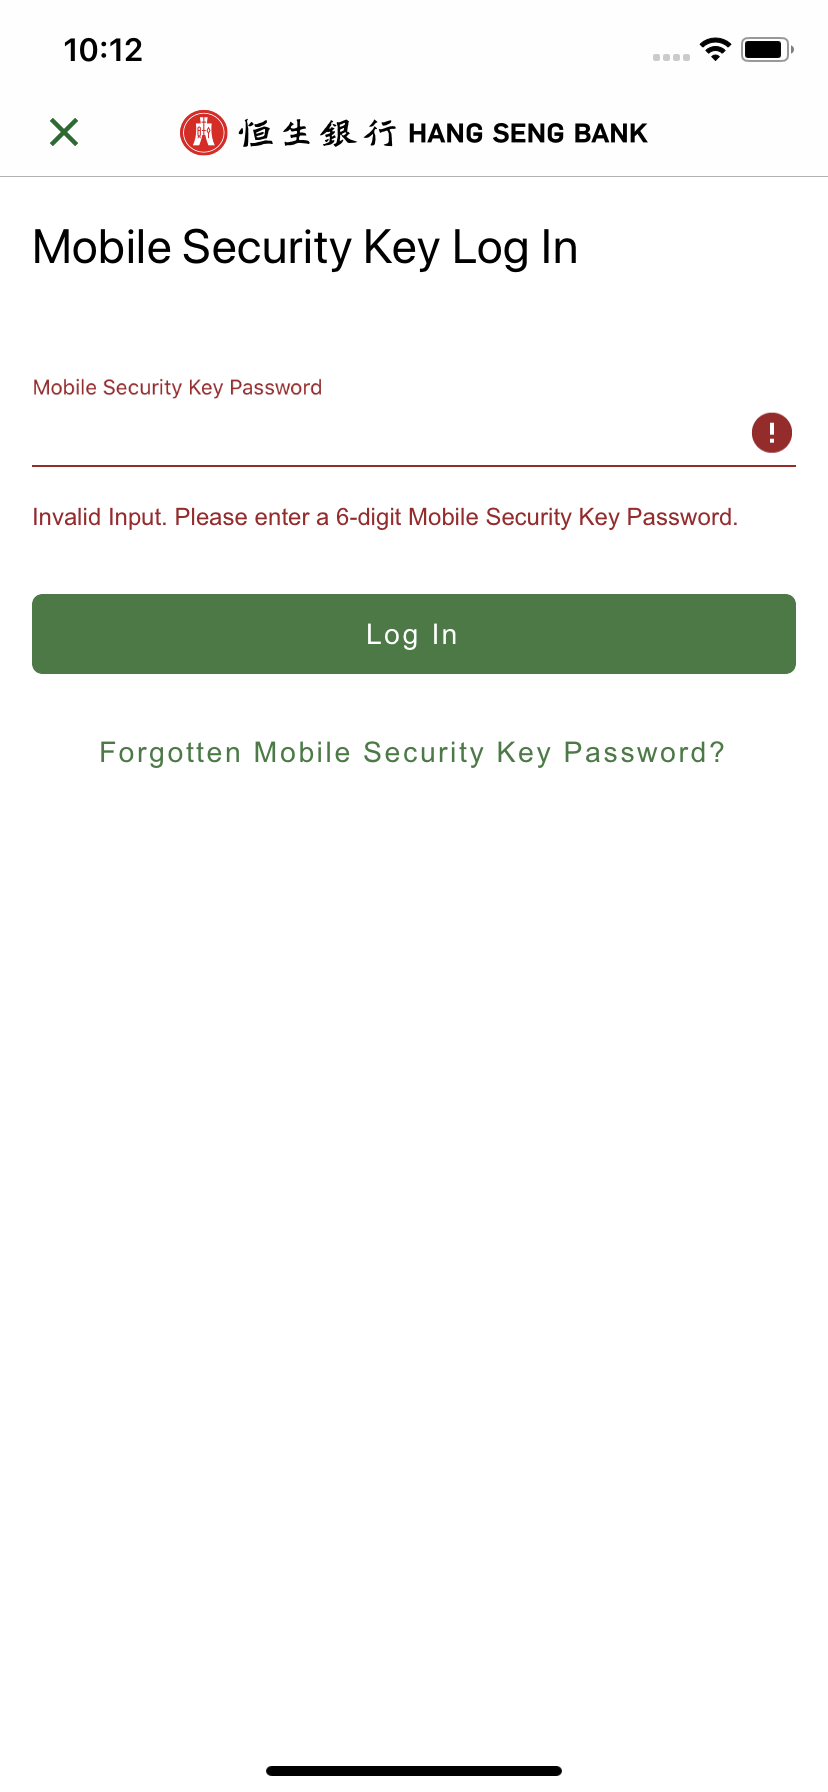 10:12
恒生銀行 HANG SENG BANK
Mobile Security Key Log In
Mobile Security Key Password
Invalid Input. Please enter a 6-digit Mobile Security Key Password.
Log In
Forgotten Mobile Security Key Password?